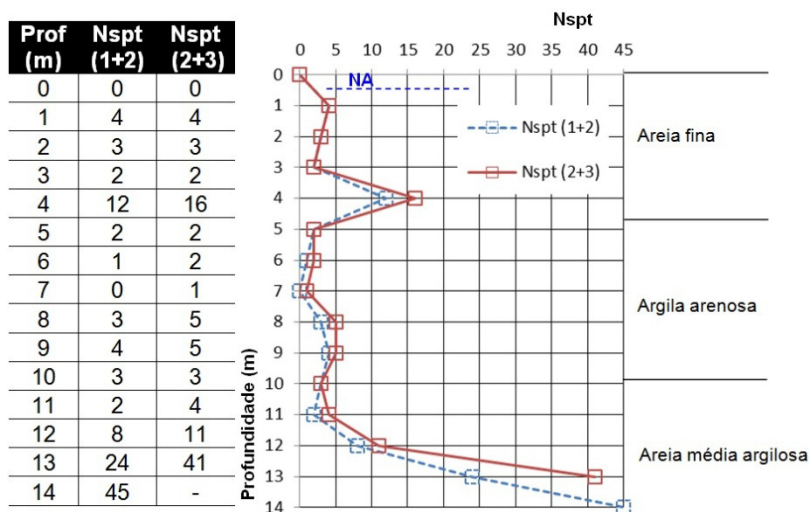 Prof (m) Nspt (1+2) Nspt (2+3)
0 0 0
1 4 4
2 3 3
3 2 2
4 12 16
5 2 2
6 1 2
7 0 1
8 3 5
9 4 5
10 3 3
11 2 4
12 8 11
13 24 41
14 45 -
Nspt
0 5 10 15 20 25 30 35 40 45
0
1
2
3
4
5
6
7
8
9
10
11
12
13
14
Profundidade (m)
NA
Nspt (1+2)
Nspt (2+3)
Areia fina
Argila arenosa
Areia média argilosa